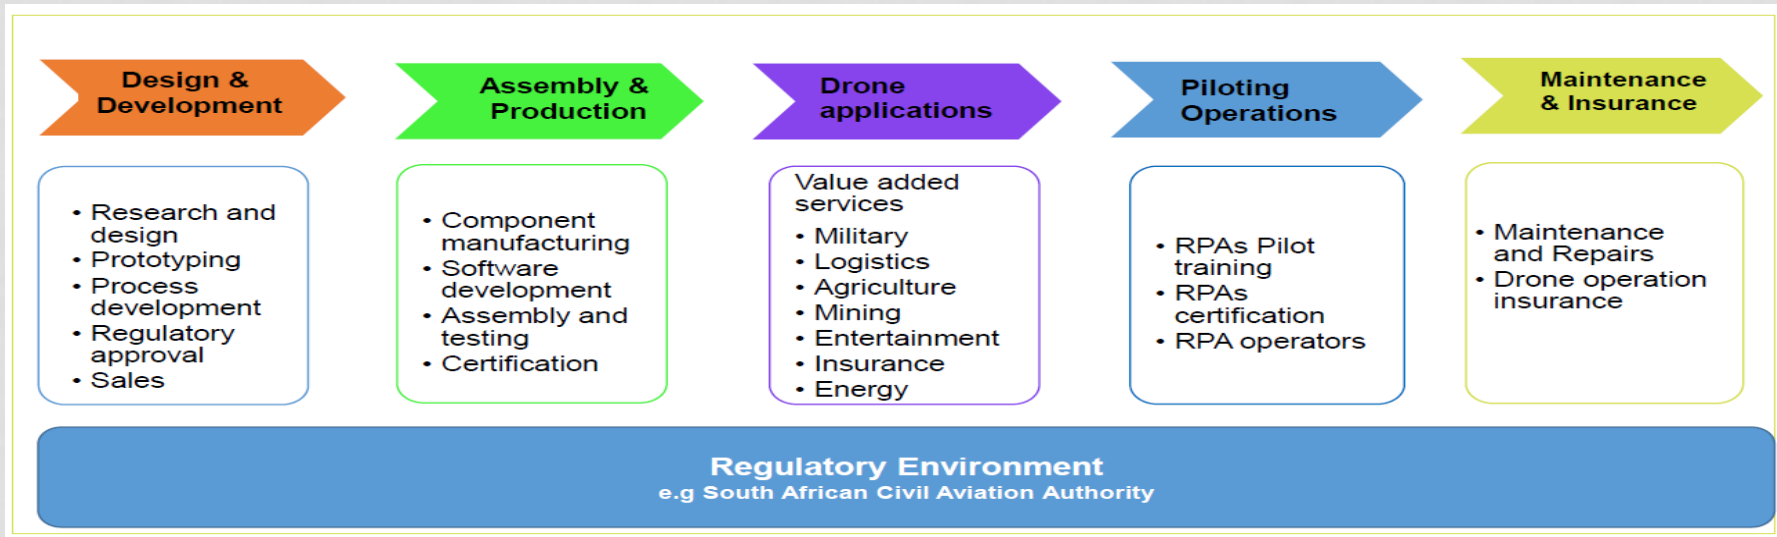 Design &
Development
Assembly &
Production
Drone
applications
Piloting
Operations
Maintenance
& Insurance
• Research and
design
• Prototyping
• Process
development
• Regulatory
approval
• Sales
• Component
manufacturing
• Software
development
• Assembly and
testing
• Certification
Value added
services
• Military
• Logistics
• Agriculture
• Mining
• Entertainment
• Insurance
• Energy
• RPAs Pilot
training
• RPAs
certification
• RPA operators
• Maintenance
and Repairs
• Drone operation
insurance
Regulatory Environment
e.g South African Civil Aviation Authority